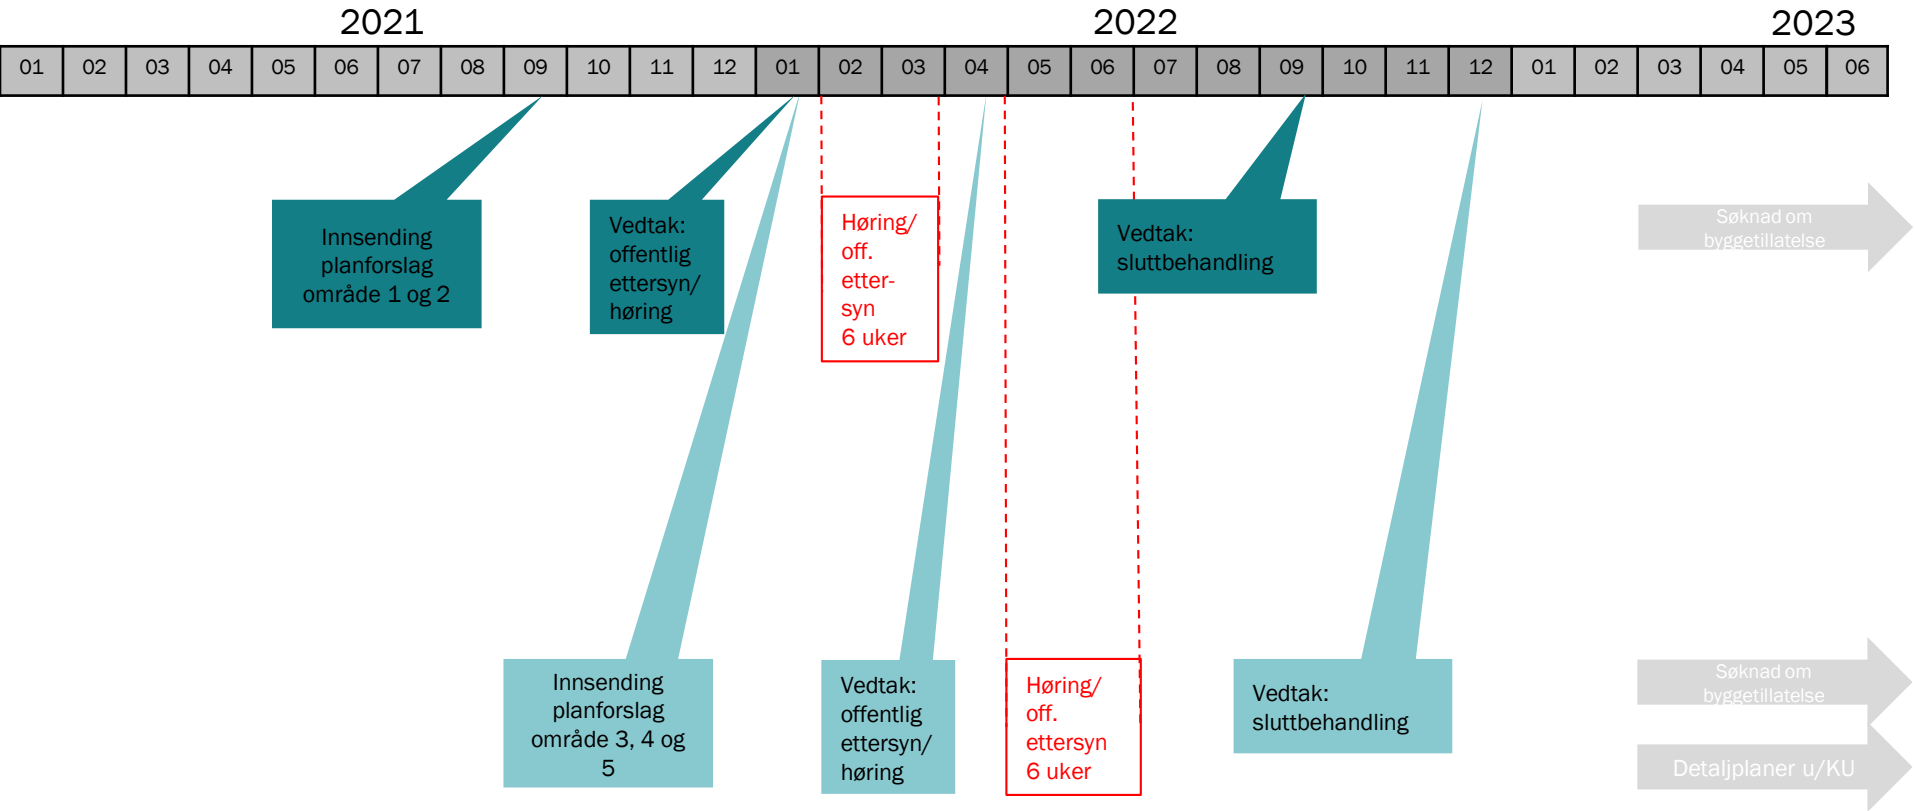 2021
2022
2023
01 02 03 04 05 06 07 08 09 10 11 12 01 02 03 04 05 06 07 08 09 10 11 12 01 02 03 04 05 06
Innsending
planforslag
område 1 og 2
Vedtak:
offentlig
ettersyn/
høring
Høring/
off.
etter-
syn
6 uker
Vedtak:
sluttbehandling
Søknad om
byggetillatelse
Innsending
planforslag
område 3, 4 og
5
Vedtak:
offentlig
ettersyn/
høring
Høring/
off.
ettersyn
6 uker
Vedtak:
sluttbehandling
Søknad om
byggetillatelse
Detaljplaner u/KU